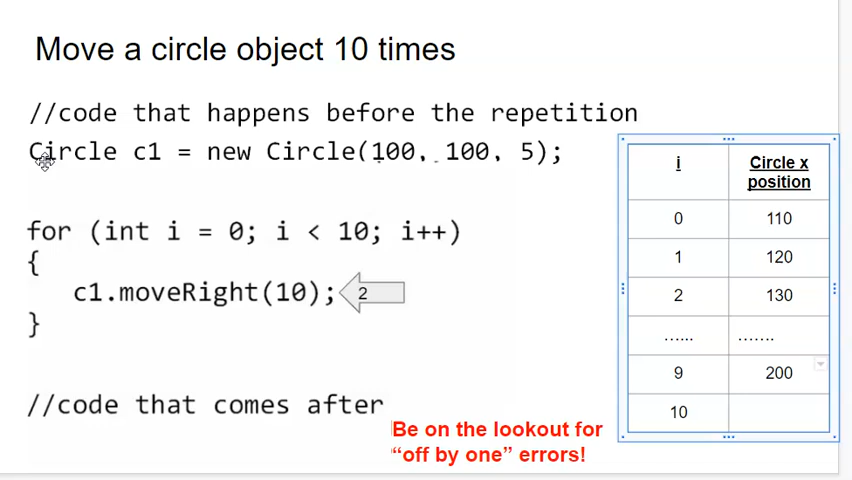 Move a circle object 10 times
//code that happens before the repetition
Circle c1 = new Circle(100, 100, 5);
for (int i = 0; i < 10; i++)
{
c1.moveRight(10);
2
}
//code that comes after
Be on the lookout for
“off by one” errors!
i Circle x
position
0 110
1 120
2 130
...... .......
9 200
10